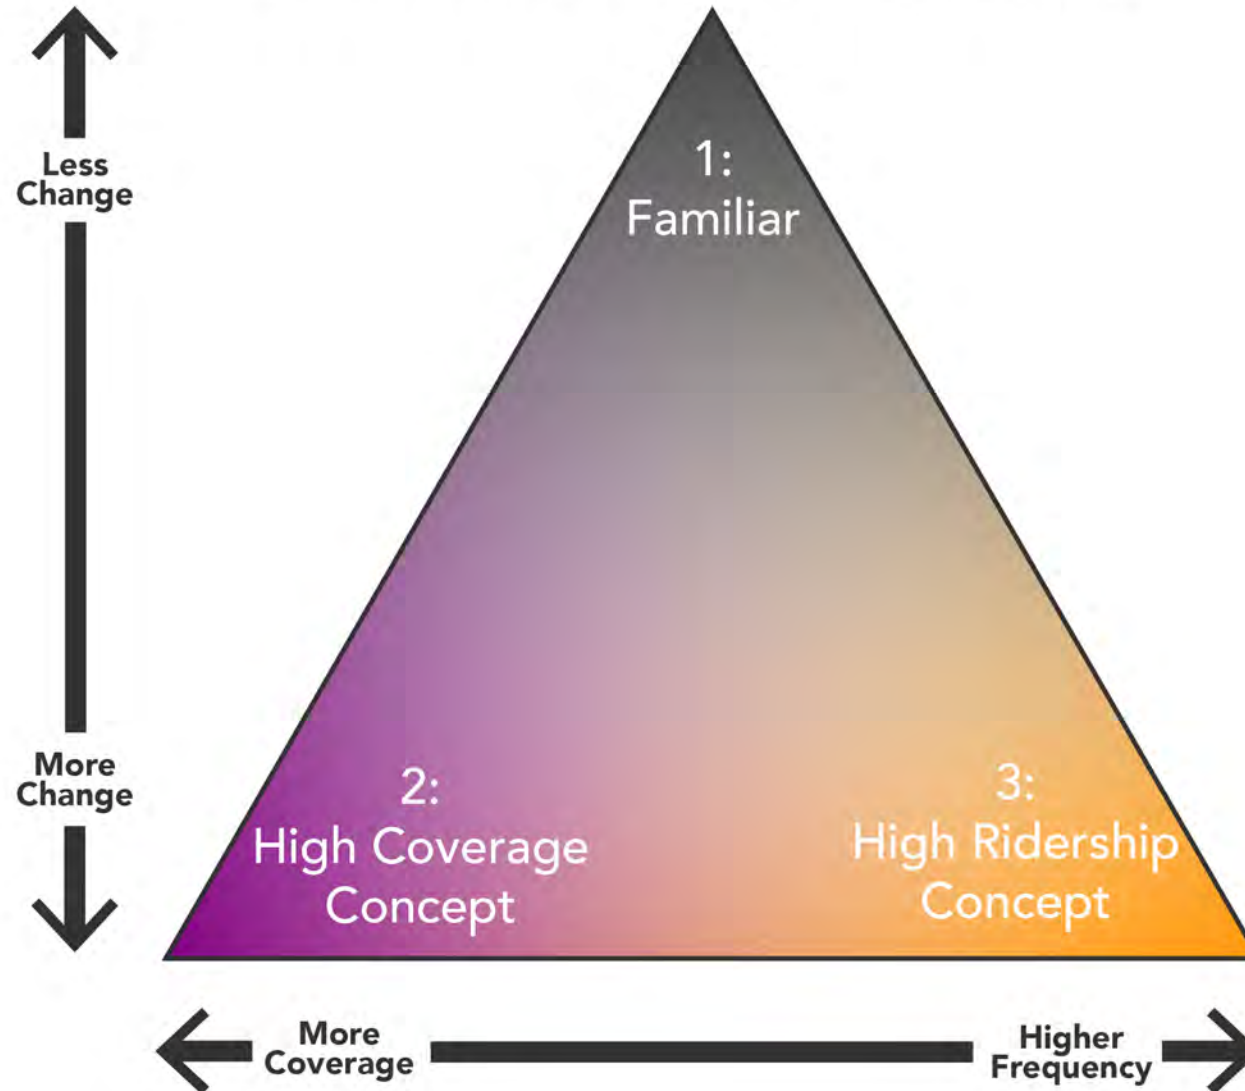 Less
Change
1:
Familiar
More
Change
2:
High Coverage
Concept
3:
High Ridership
Concept
More
Coverage
Higher
Frequency